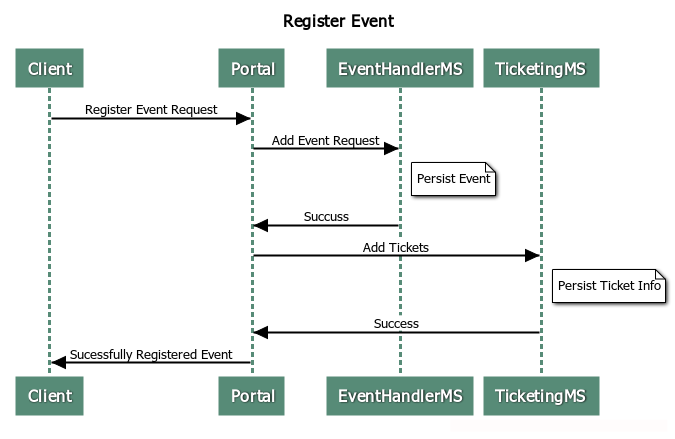 Register Event
Client Portal EventHandlerMS TicketingMS
Register Event Request
Add Event Request
Persist Event
Succuss
Add Tickets
Persist Ticket Info
Success
Sucessfully Registered Event
Client Portal EventHandlerMS TicketingMS